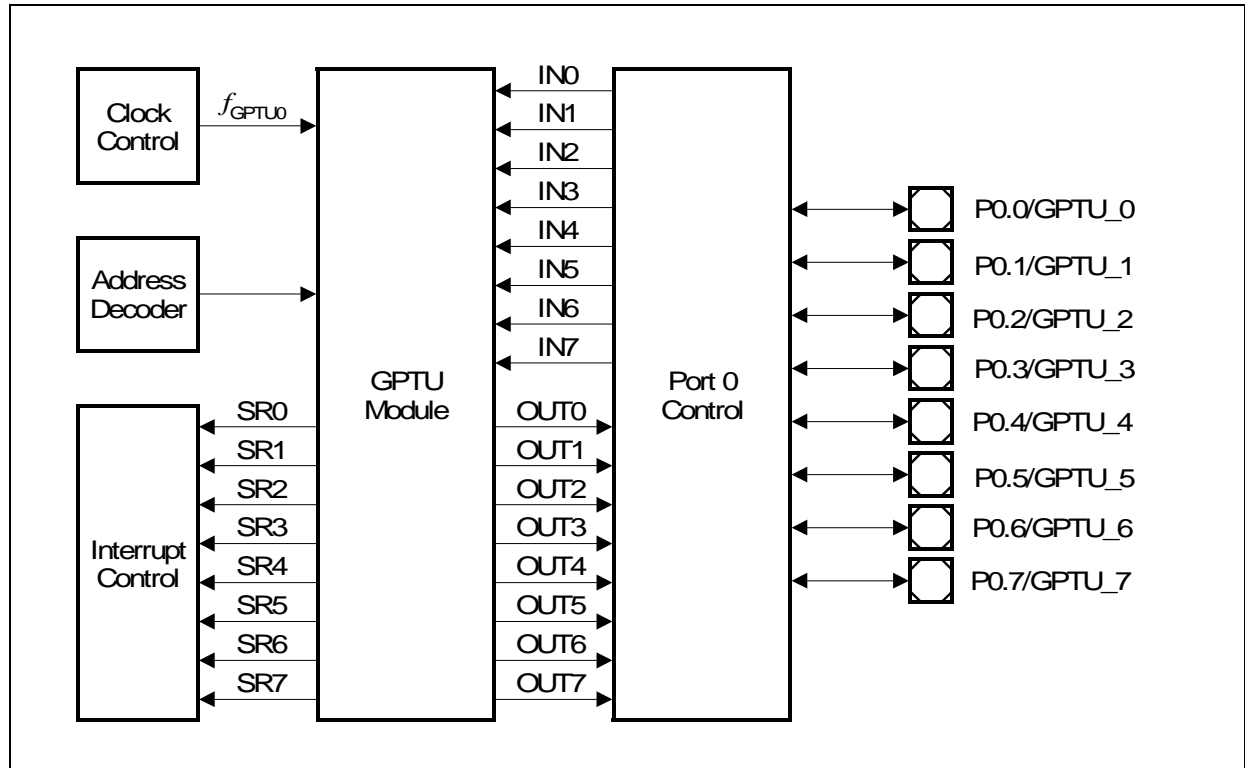 Clock
Control
fGPTU0
Address
Decoder
Interrupt
Control
SR0
SR1
SR2
SR3
SR4
SR5
SR6
SR7
GPTU
Module
IN0
IN1
IN2
IN3
IN4
IN5
IN6
IN7
OUT0
OUT1
OUT2
OUT3
OUT4
OUT5
OUT6
OUT7
Port 0
Control
P0.0/GPTU_0
P0.1/GPTU_1
P0.2/GPTU_2
P0.3/GPTU_3
P0.4/GPTU_4
P0.5/GPTU_5
P0.6/GPTU_6
P0.7/GPTU_7